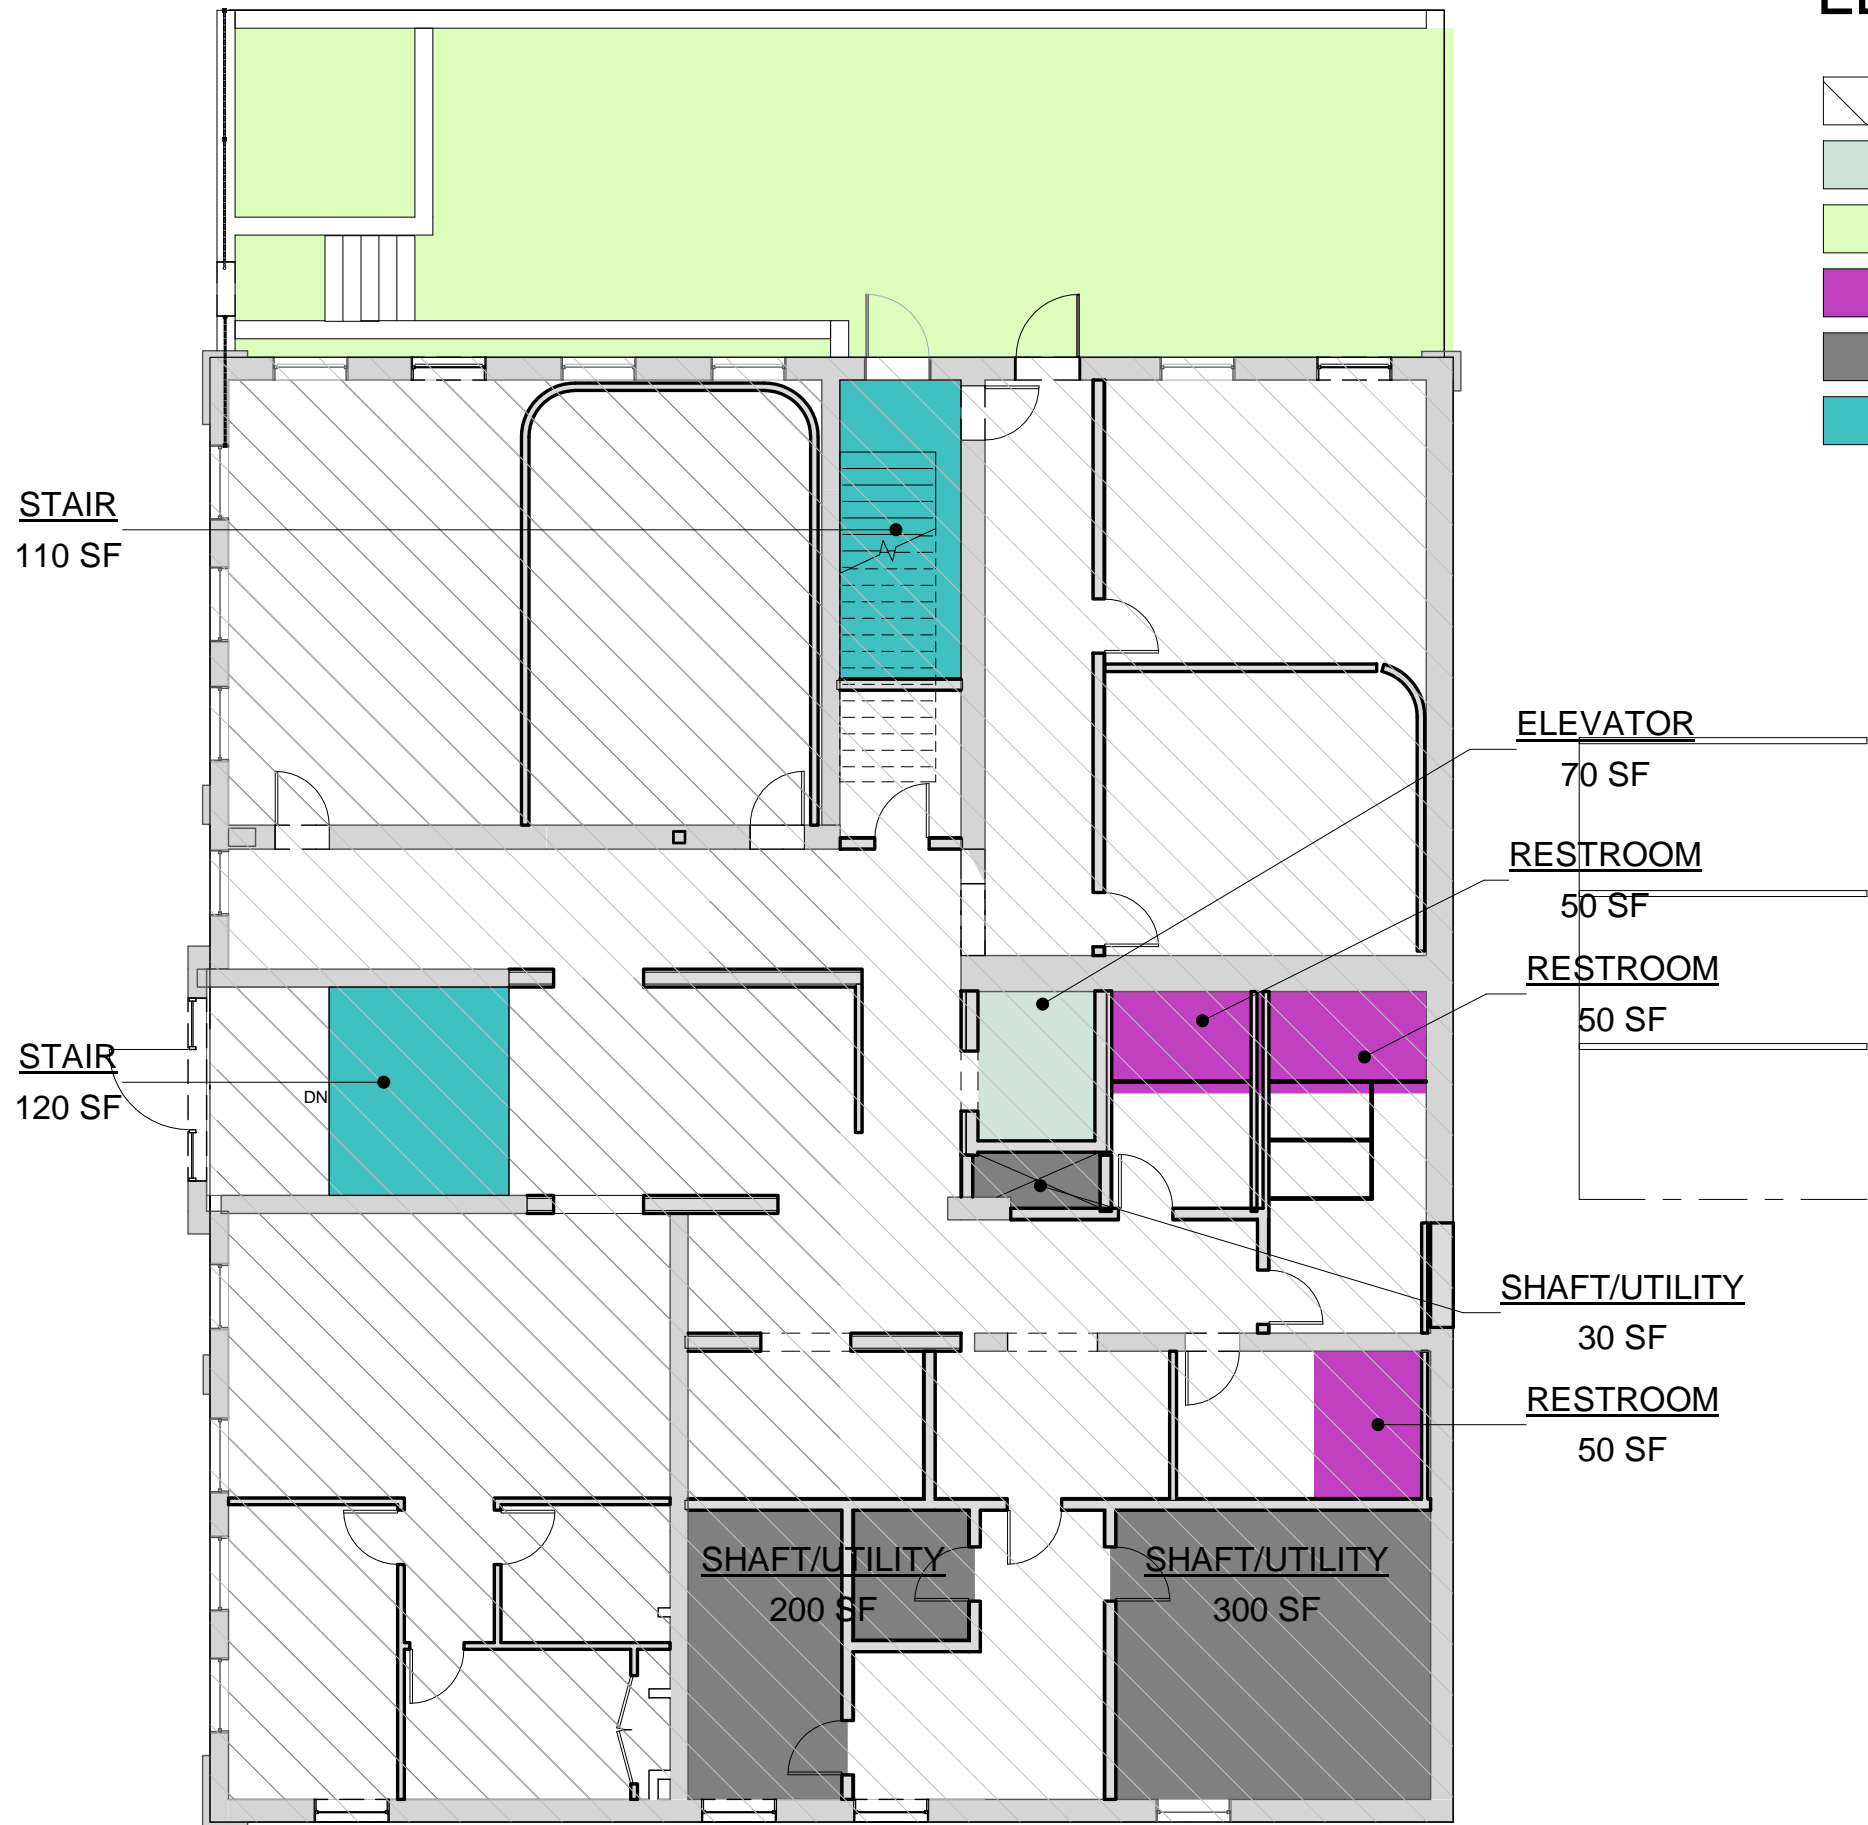 STAIR
110 SF
ELEVATOR
70 SF
RESTROOM
50 SF
RESTROOM
50 SF
STAIR
120 SF
DN
SHAFT/UTILITY
30 SF
RESTROOM
50 SF
SHAFT/UTILITY
200 SF
SHAFT/UTILITY
300 SF